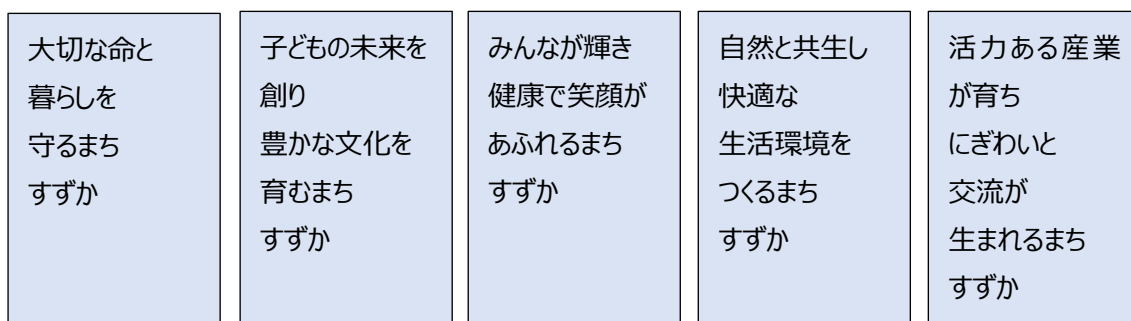 大切な命と
暮らしを
守るまち
すずか
子どもの未来を
創り
豊かな文化を
育むまち
すずか
みんなが輝き
健康で笑顔が
あふれるまち
すずか
自然と共生し
快適な
生活環境を
つくるまち
すずか
活力ある産業
が育ち
にぎわいと
交流が
生まれるまち
すずか